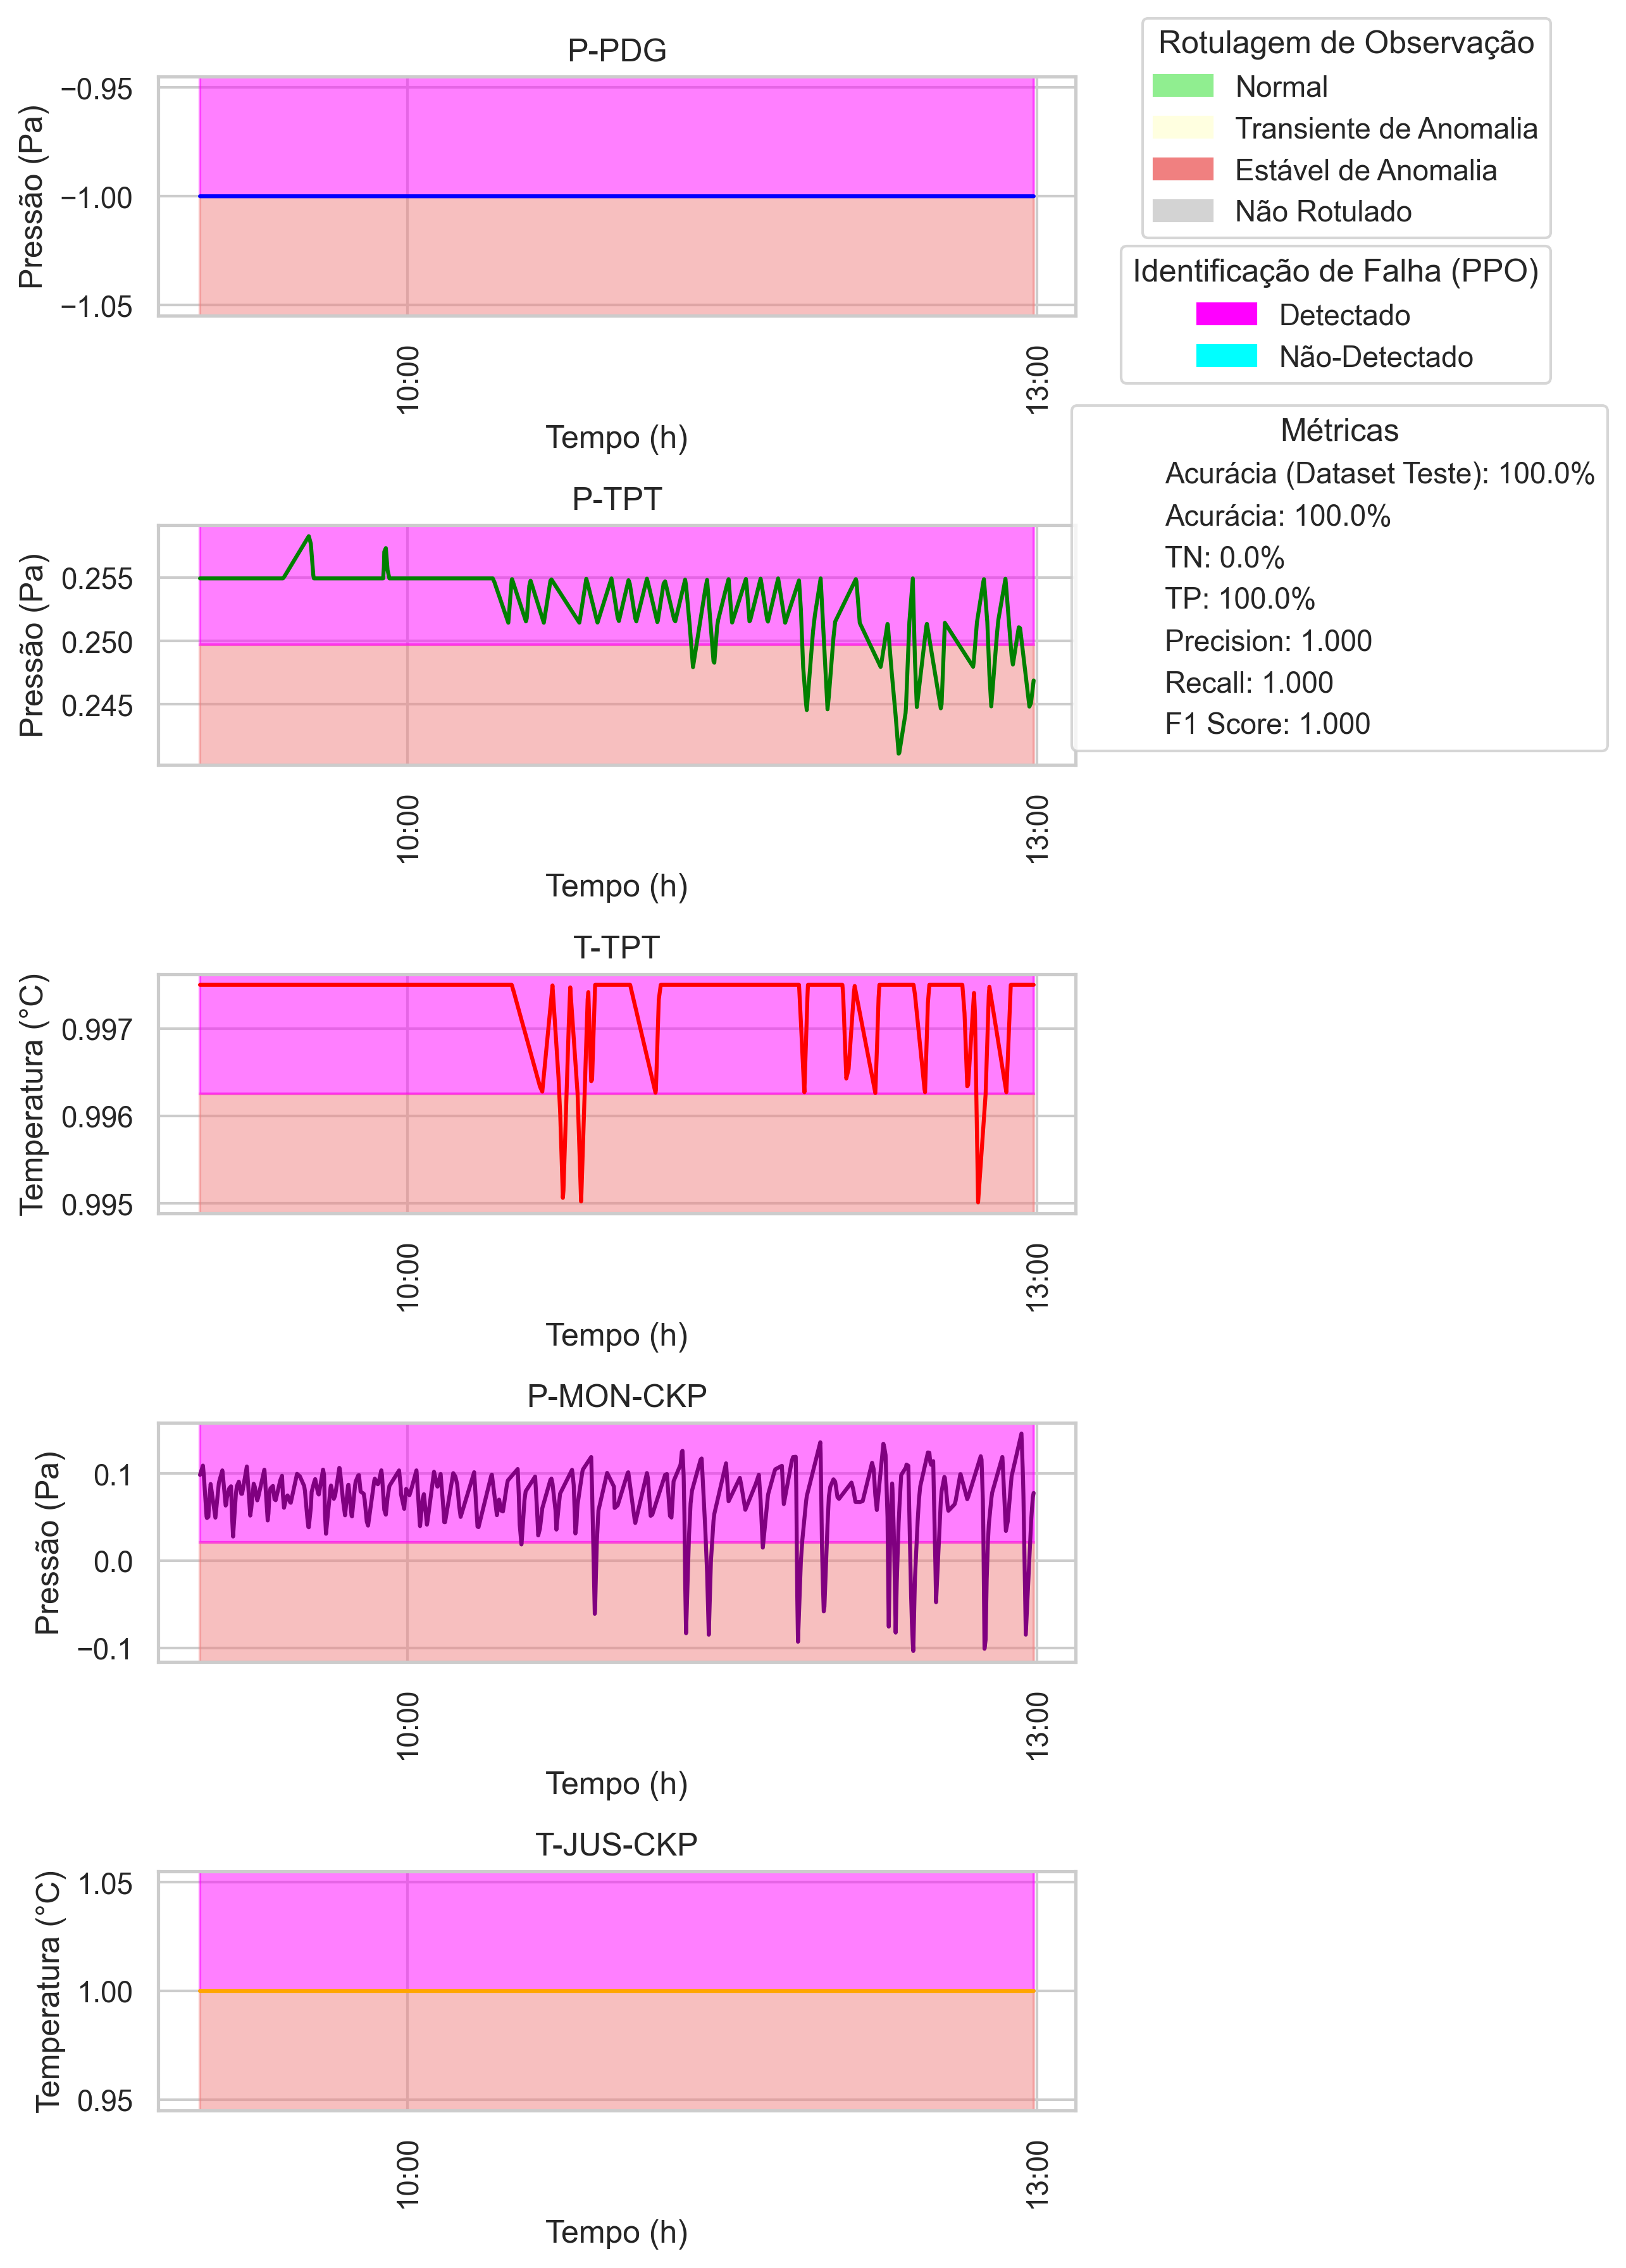 P-PDG
Pressão (Pa)
−0.95
−1.00
−1.05
10:00
13:00
Tempo (h)
Rotulagem de Observação
Normal
Transiente de Anomalia
Estável de Anomalia
Não Rotulado
Identificação de Falha (PPO)
Detectado
Não-Detectado
Métricas
Acurácia (Dataset Teste): 100.0%
Acurácia: 100.0%
TN: 0.0%
TP: 100.0%
Precision: 1.000
Recall: 1.000
F1 Score: 1.000
P-TPT
Pressão (Pa)
0.255
0.250
0.245
10:00
13:00
Tempo (h)
T-TPT
Temperatura (°C)
0.997
0.996
0.995
10:00
13:00
Tempo (h)
P-MON-CKP
Pressão (Pa)
0.1
0.0
−0.1
10:00
13:00
Tempo (h)
T-JUS-CKP
Temperatura (°C)
1.05
1.00
0.95
10:00
13:00
Tempo (h)